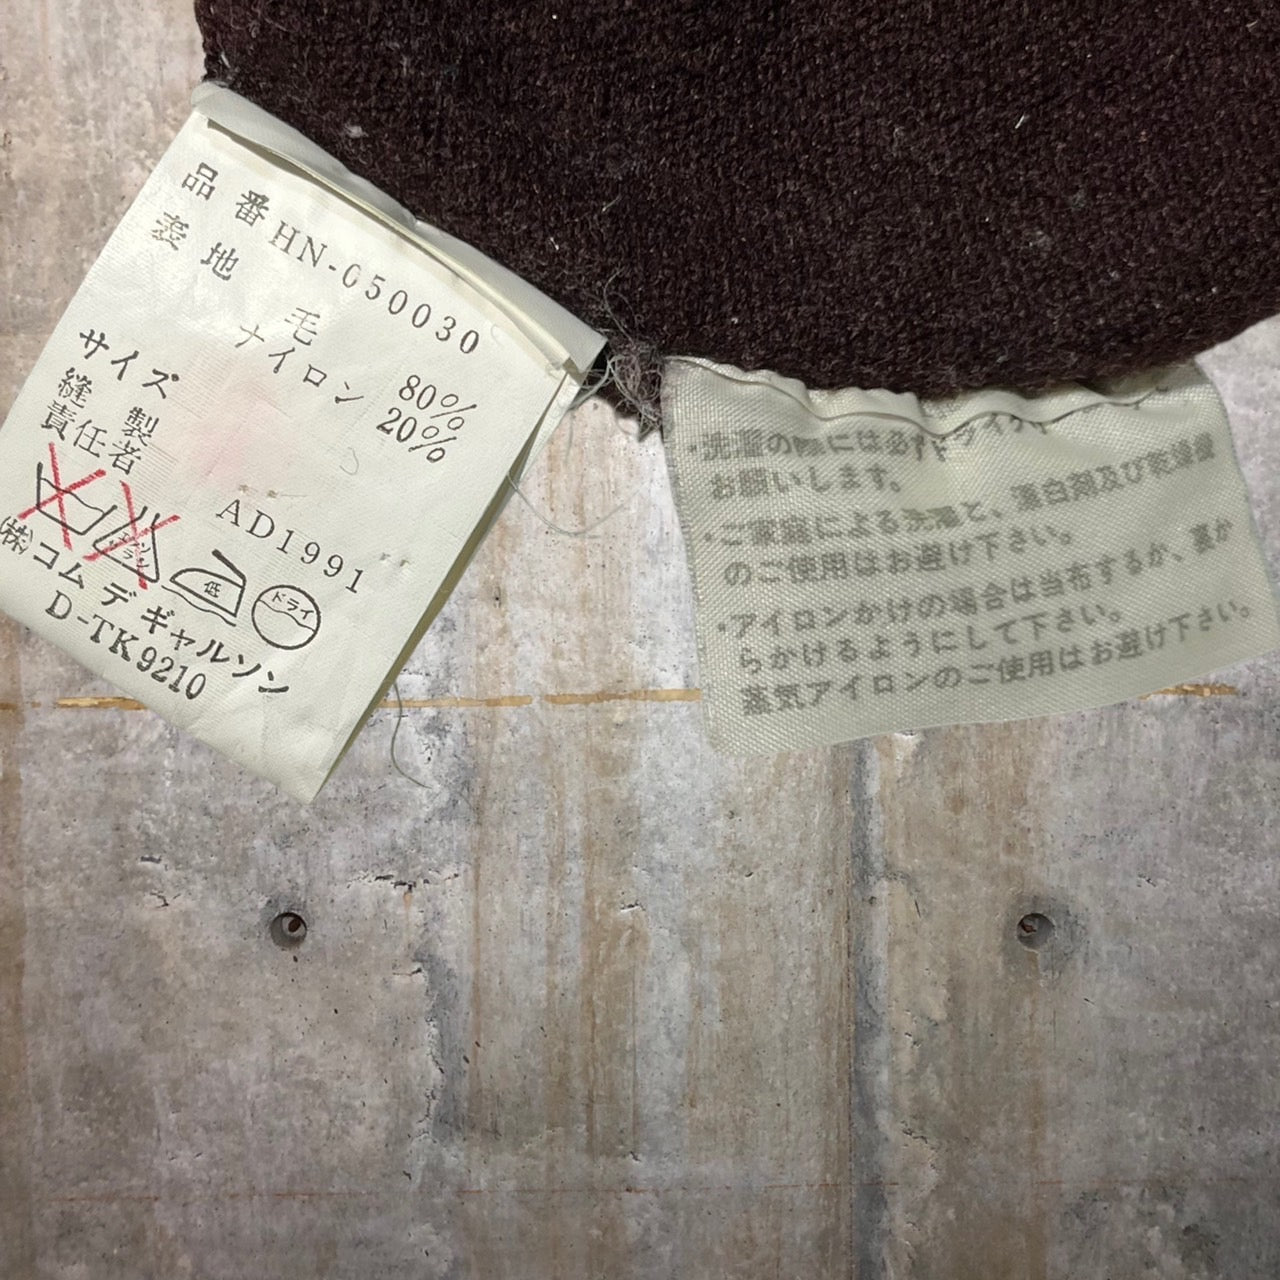 品番 HN-050030
表地
毛 80%
ナイロン 20%
サイズ
縫製
責任者
AD1991
エンソサラシ
低
ドライ
(株)コム デ ギャルソン
D-TK9210
・洗濯の際には必ずドライク
お願いします。
・ご家庭による洗濯と、漂白剤及び乾燥機
のご使用はお避け下さい。
・アイロンかけの場合は当布するか、裏か
らかけるようにして下さい。
蒸気アイロンのご使用はお避け下さい。